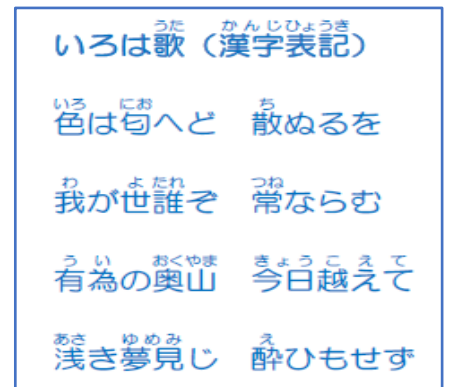 いろは歌（漢字表記）
色は匂へど　散ぬるを
我が世誰ぞ　常ならむ
有為の奥山　今日越えて
浅き夢見じ　酔ひもせず